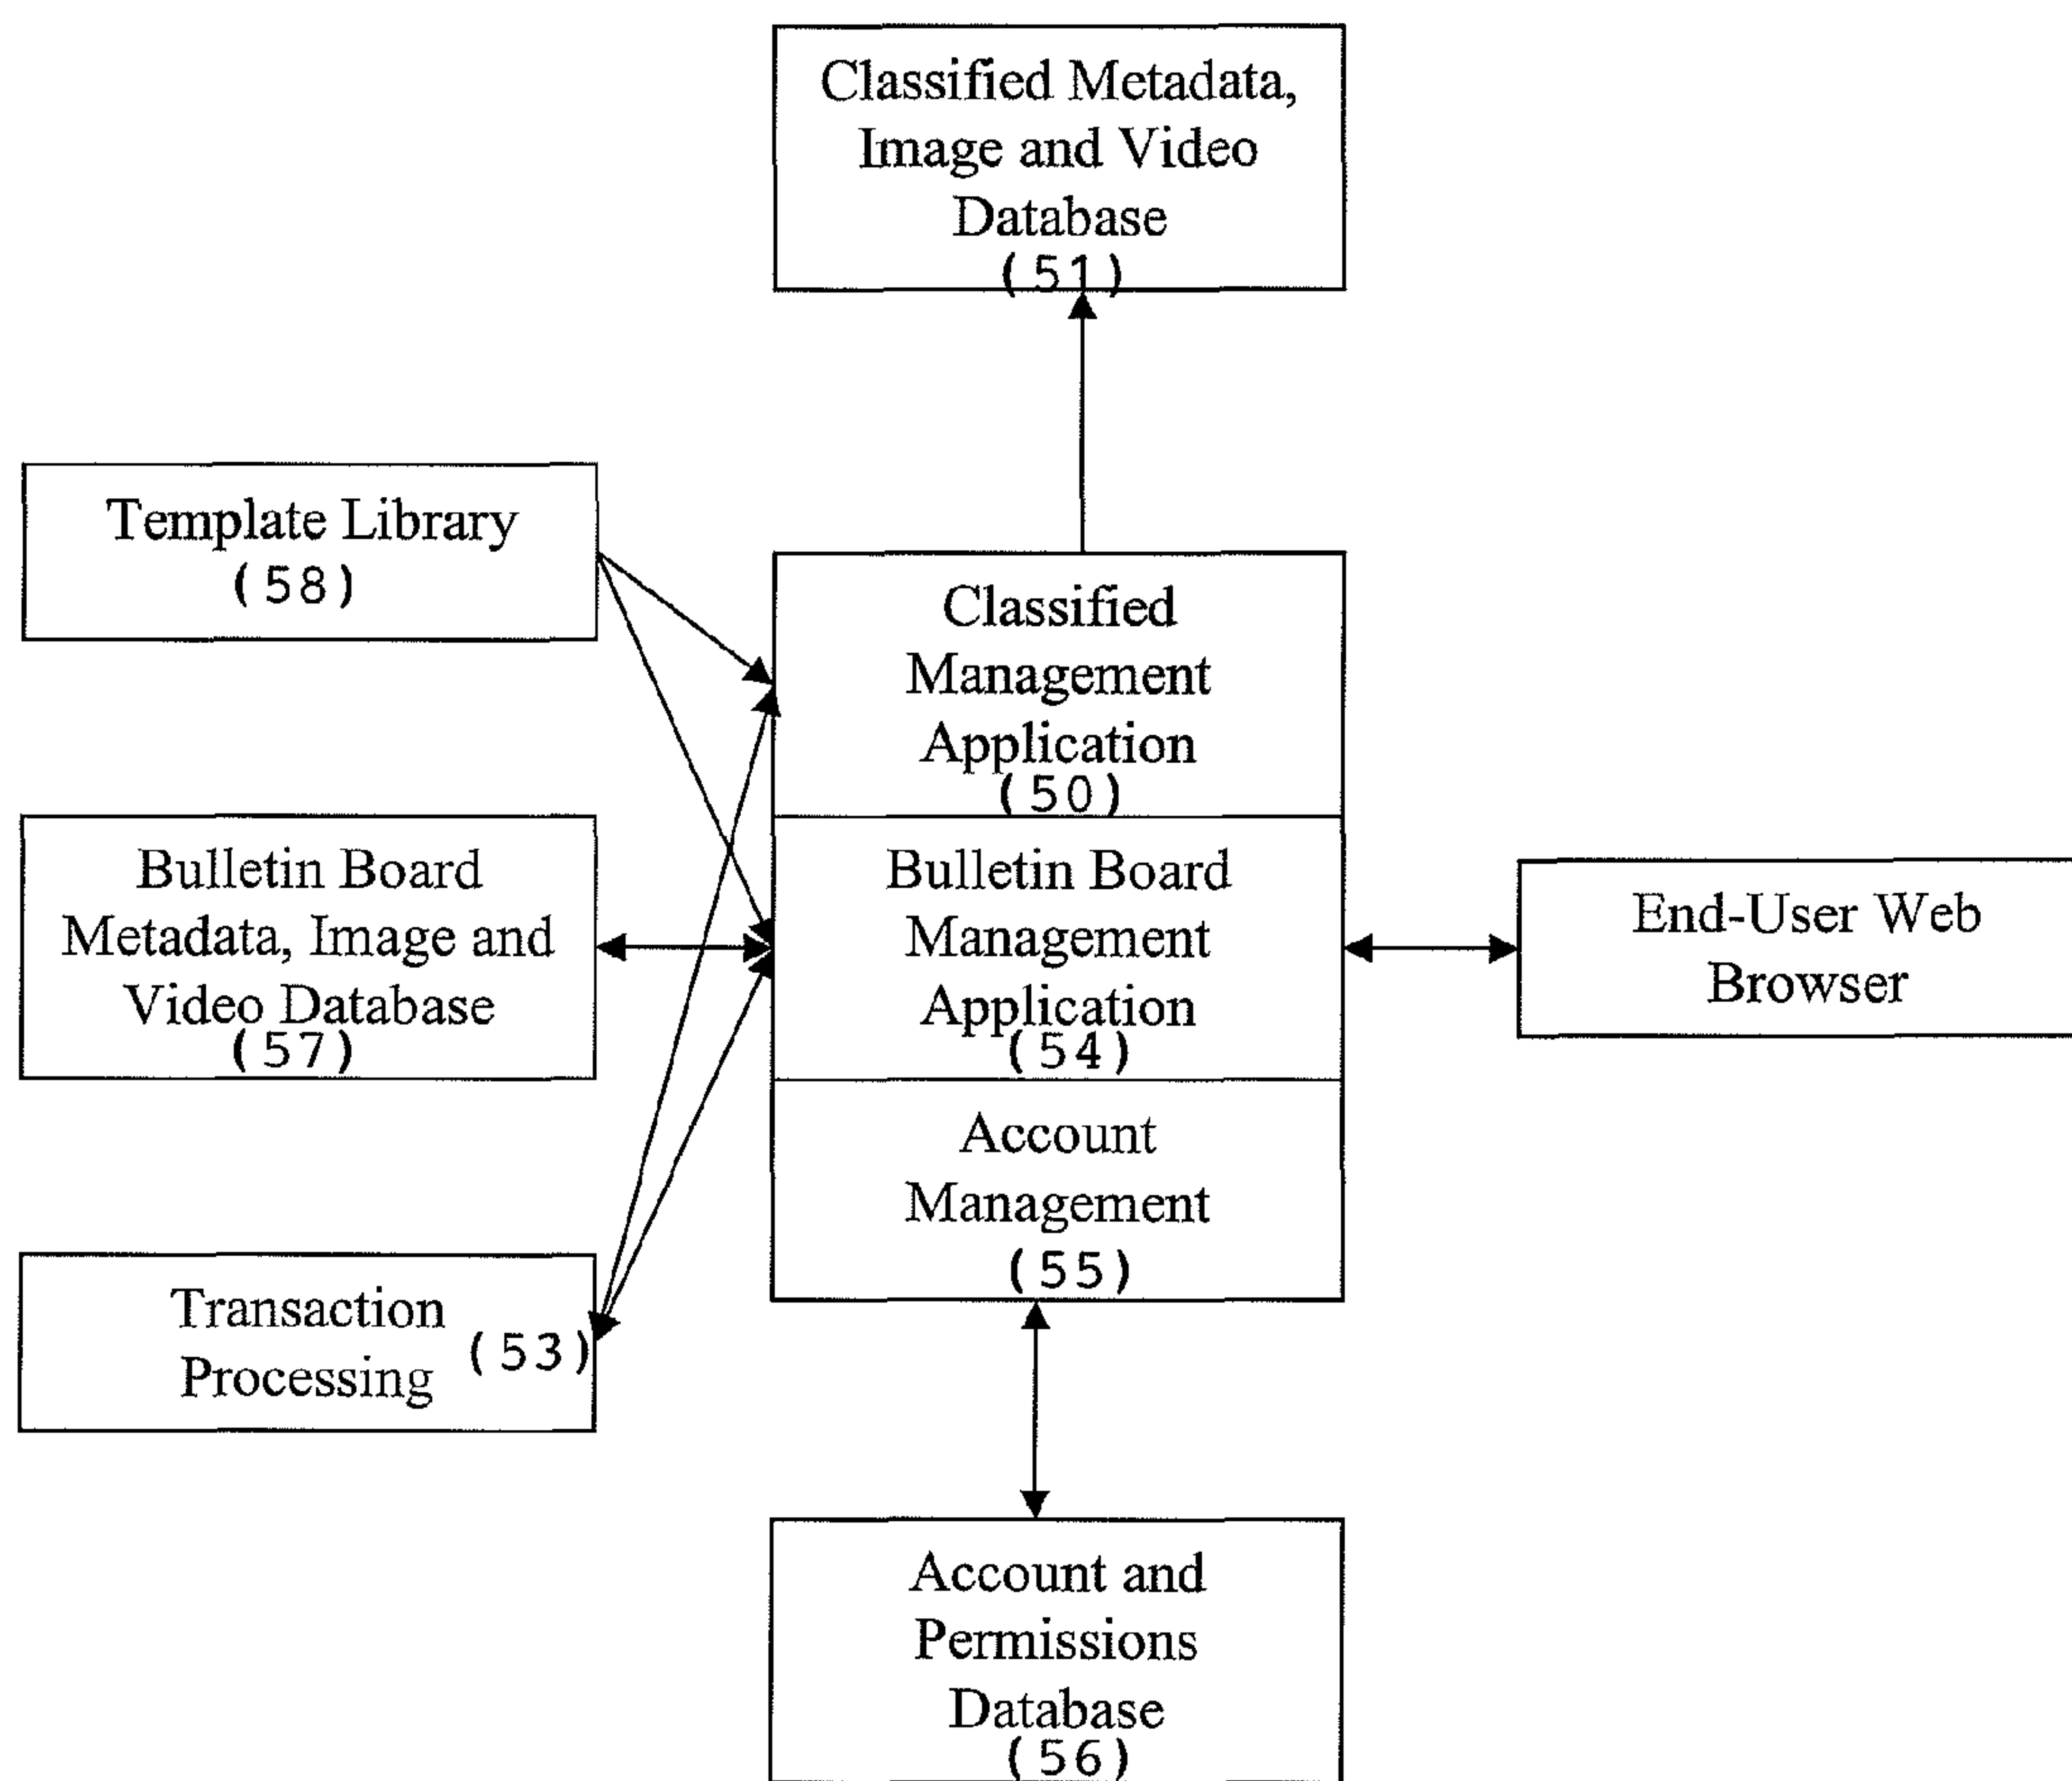 Classified Metadata,
Image and Video
Database
(51)
Template Library
(58)
Classified
Management
Application
(50)
Bulletin Board
Metadata, Image and
Video Database
(57)
Bulletin Board
Management
Application
(54)
End-User Web
Browser
Account
Management
(55)
Transaction
Processing (53)
Account and
Permissions
Database
(56)